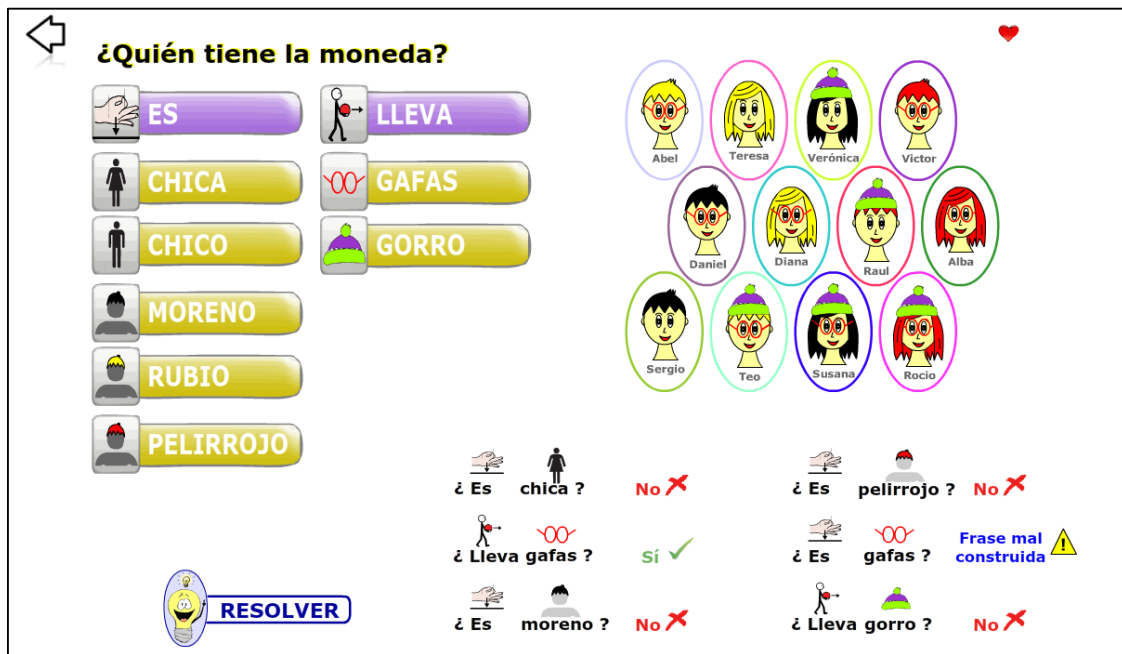 ¿Quién tiene la moneda?
ES
LLEVA
CHICA
GAFAS
CHICO
GORRO
MORENO
RUBIO
PELIRROJO
Abel
Teresa
Verónica
Victor
Daniel
Diana
Raul
Alba
Sergio
Teo
Susana
Rocio
¿ Es chica ? No
¿ Es pelirrojo ? No
¿ Lleva gafas ? Sí
¿ Es gafas ? Frase mal
construida
¿ Es moreno ? No
¿ Lleva gorro ? No
RESOLVER